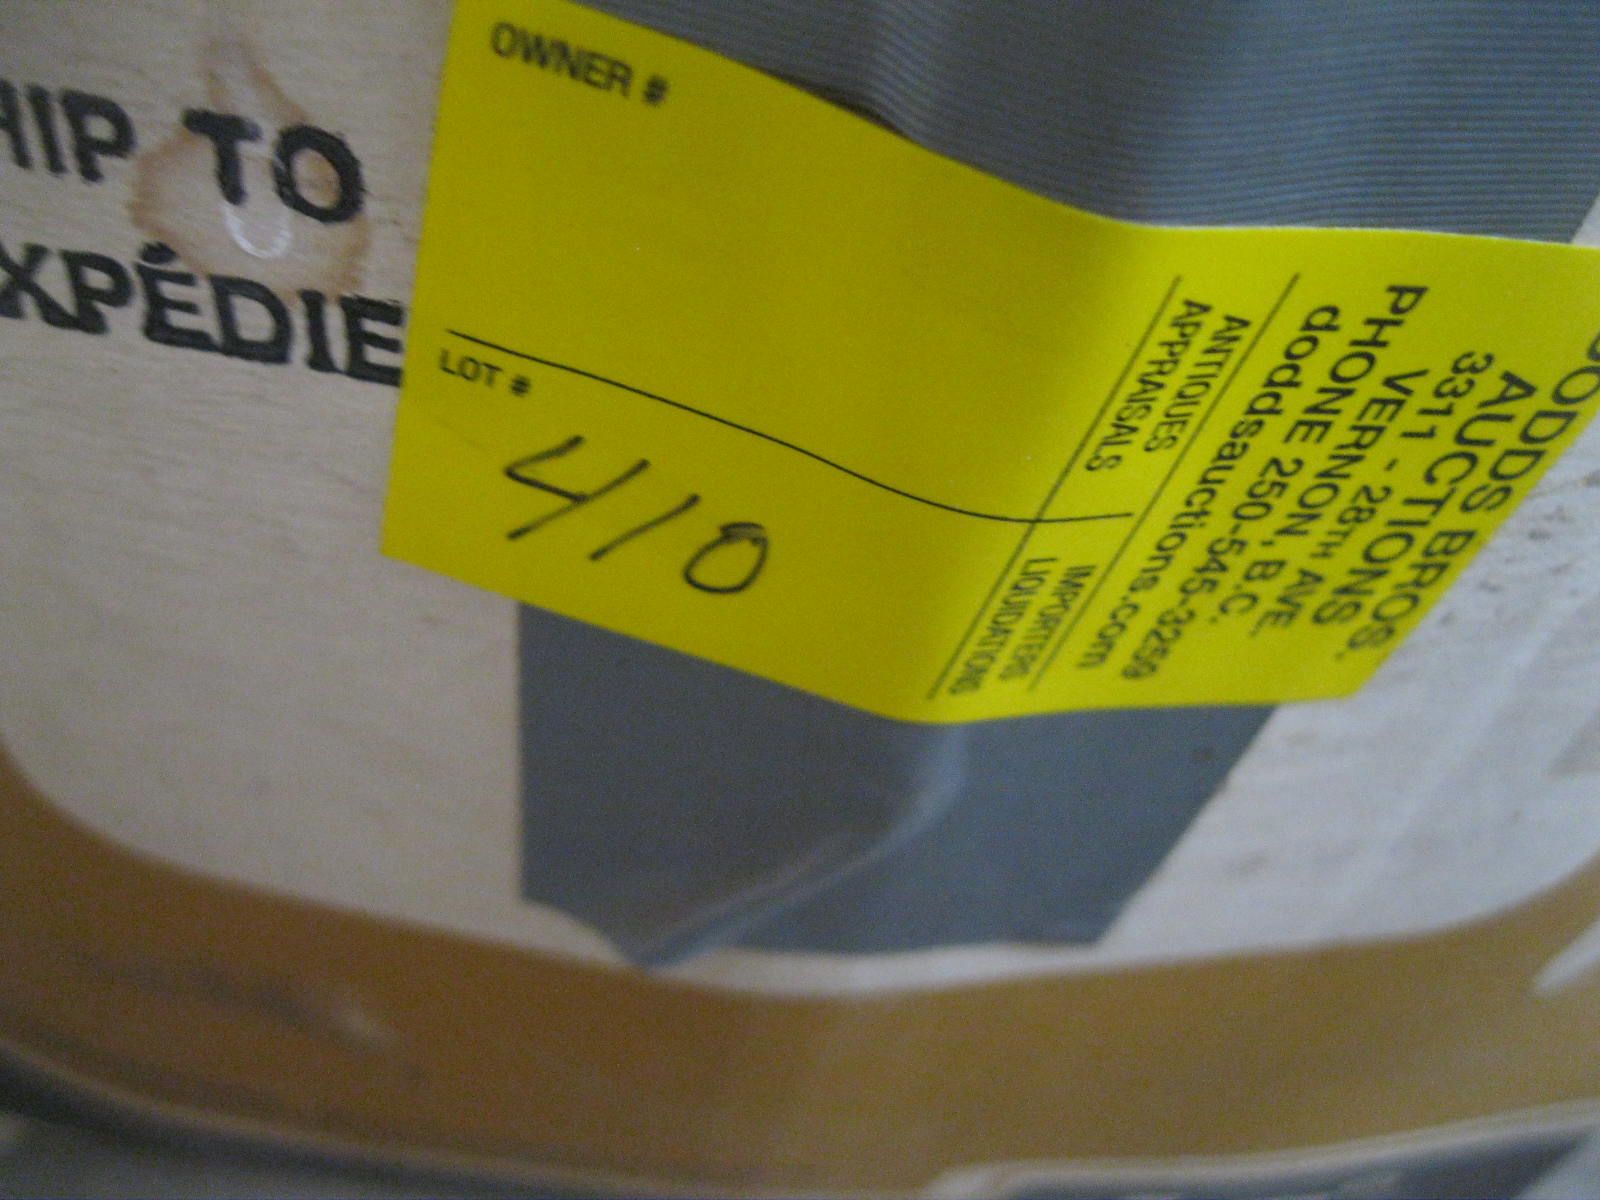 HIP TO
XPÉDIE
OWNER #
LOT #
410
DODDS BROS.
AUCTIONS
3311 - 28TH AVE.
VERNON, B.C.
PHONE 250-545-3259
doddsauctions.com
ANTIQUES
APPRAISALS
IMPORTERS
LIQUIDATIONS